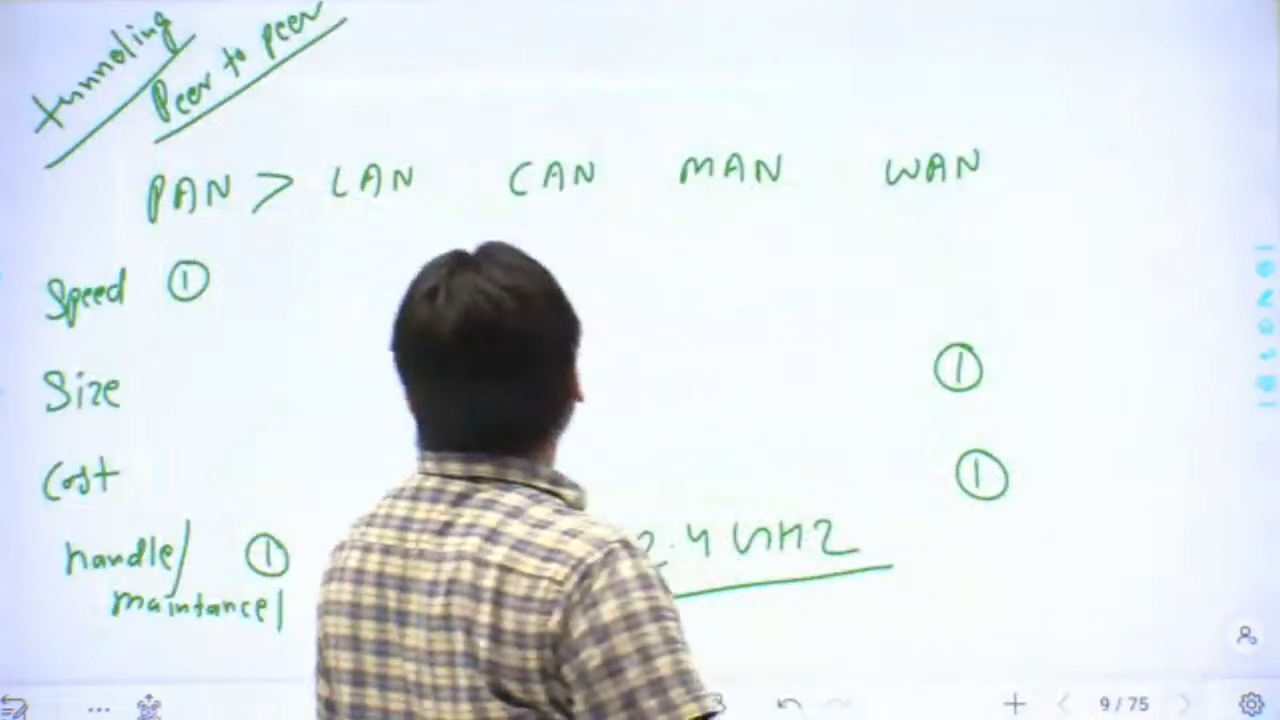 tunnoling
Peer to peer
PAN > LAN CAN MAN WAN
Speed ①
Size ①
Cost ①
handle/ ①
maintance/
2.4 GHZ
9 / 75